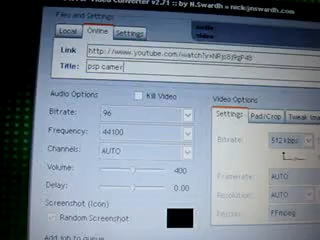 Video Converter v2.71 :: by N.Swardh » nick@nswardh.com
Files and Settings
Local Online Settings
Link http://www.youtube.com/watch?v=
Title: psp camer
Audio Options Kill Video Video Options
Bitrate: 96 Settings Pad/Crop Tweak
Frequency: 44100 Bitrate: 512 kbps
Channels: AUTO
Volume: 400 Framerate: AUTO
Delay: 0.00 Resolution: AUTO
Screenshot (Icon) FFmpeg
Random Screenshot
Add job to queue